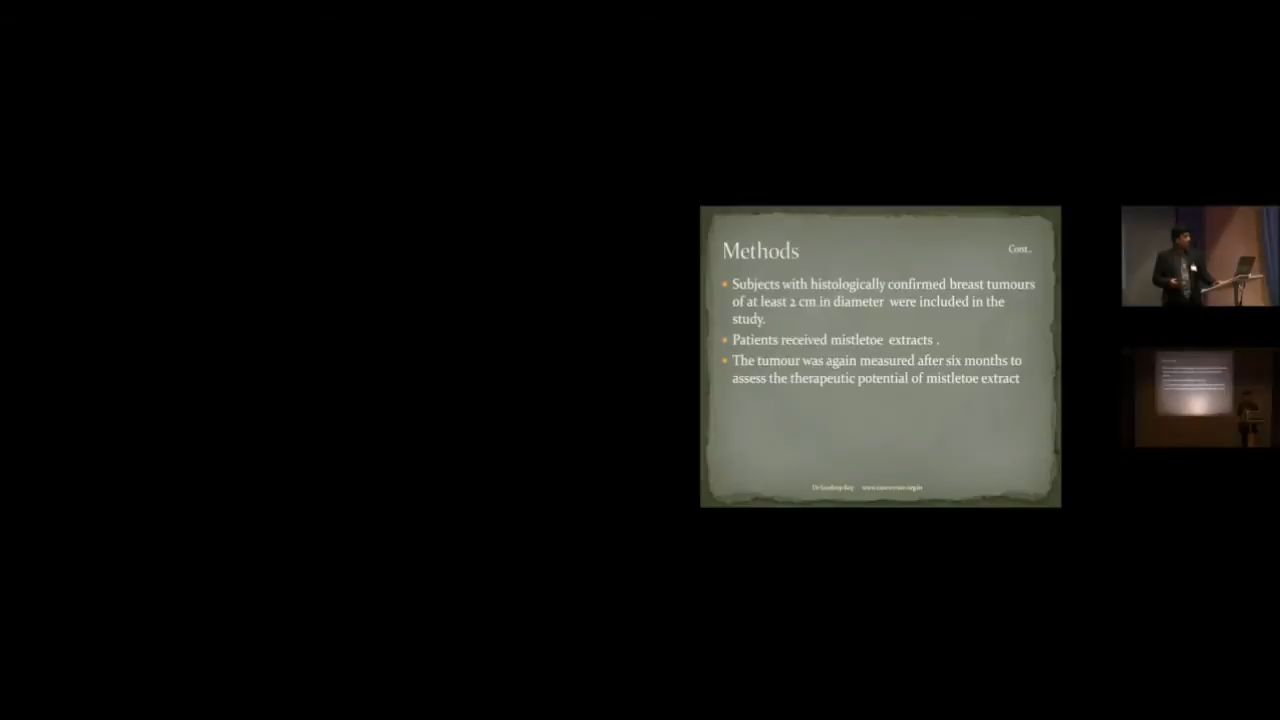 Methods
Cont..
Subjects with histologically confirmed breast tumours
of at least 2 cm in diameter were included in the
study.
Patients received mistletoe extracts .
The tumour was again measured after six months to
assess the therapeutic potential of mistletoe extract